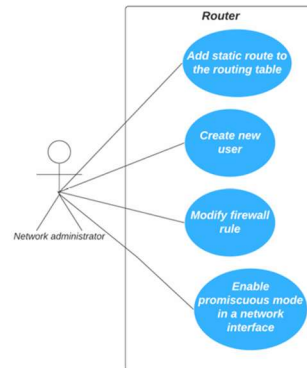 Router
Add static route to
the routing table
Create new
user
Network administrator
Modify firewall
rule
Enable
promiscuous mode
in a network
interface